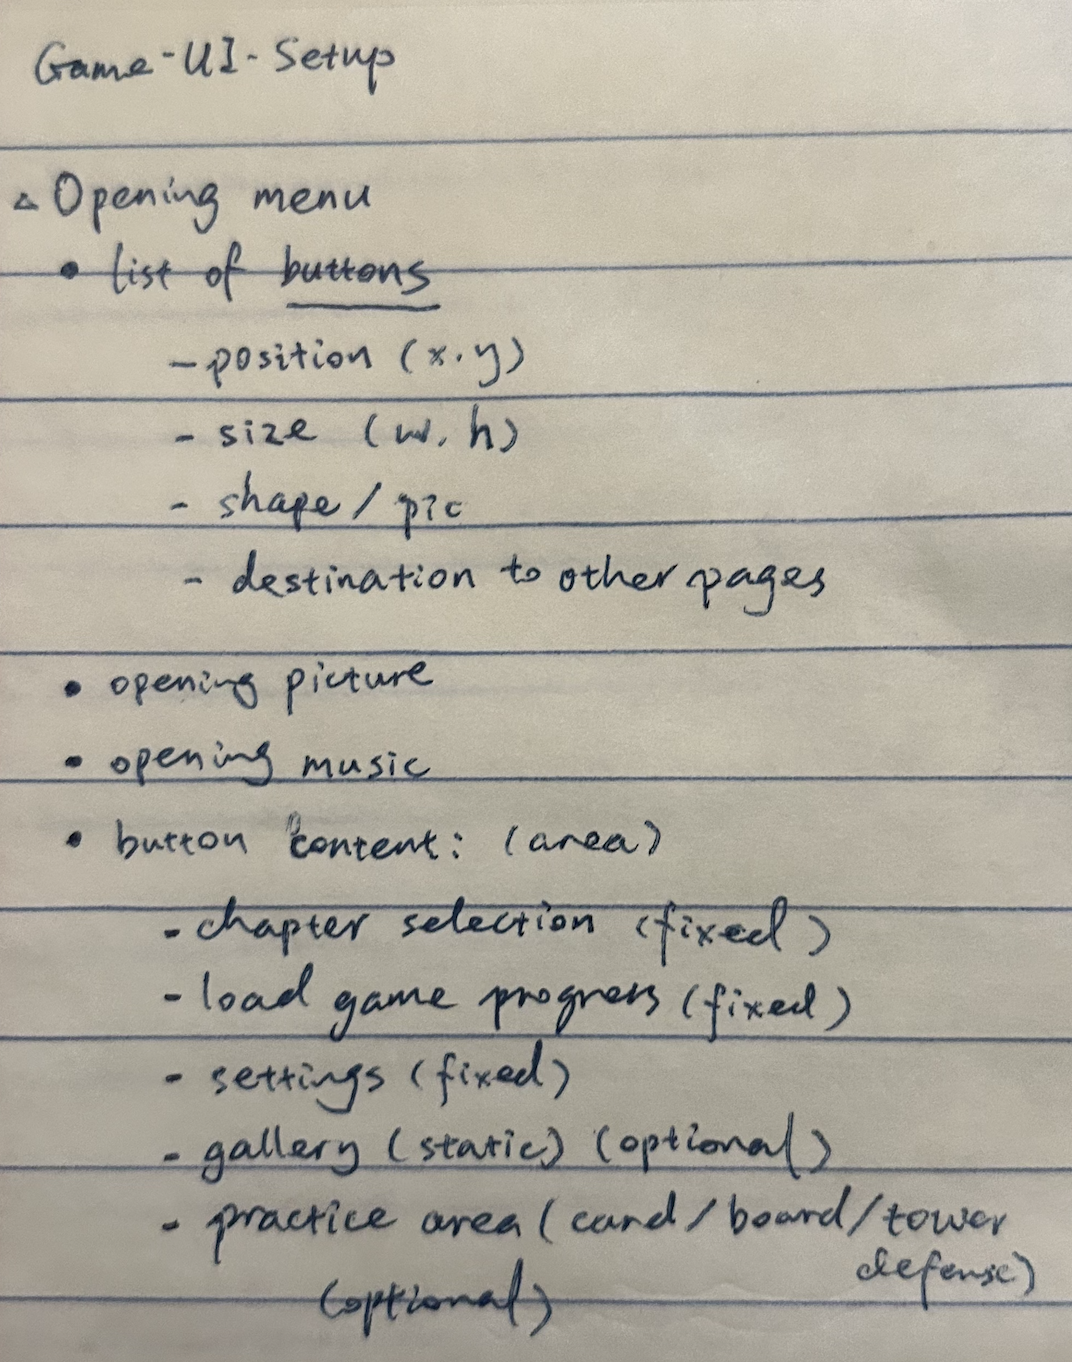 Game-UI-Setup
△ Opening menu
• list of buttons
- position (x.y)
- size (w.h)
- shape / pic
- destination to other pages
• opening picture
• opening music
• button content: (area)
- chapter selection (fixed)
- load game progress (fixed)
- settings (fixed)
- gallery (static) (optional)
- practice area (card / board / tower
defense)
(optional)